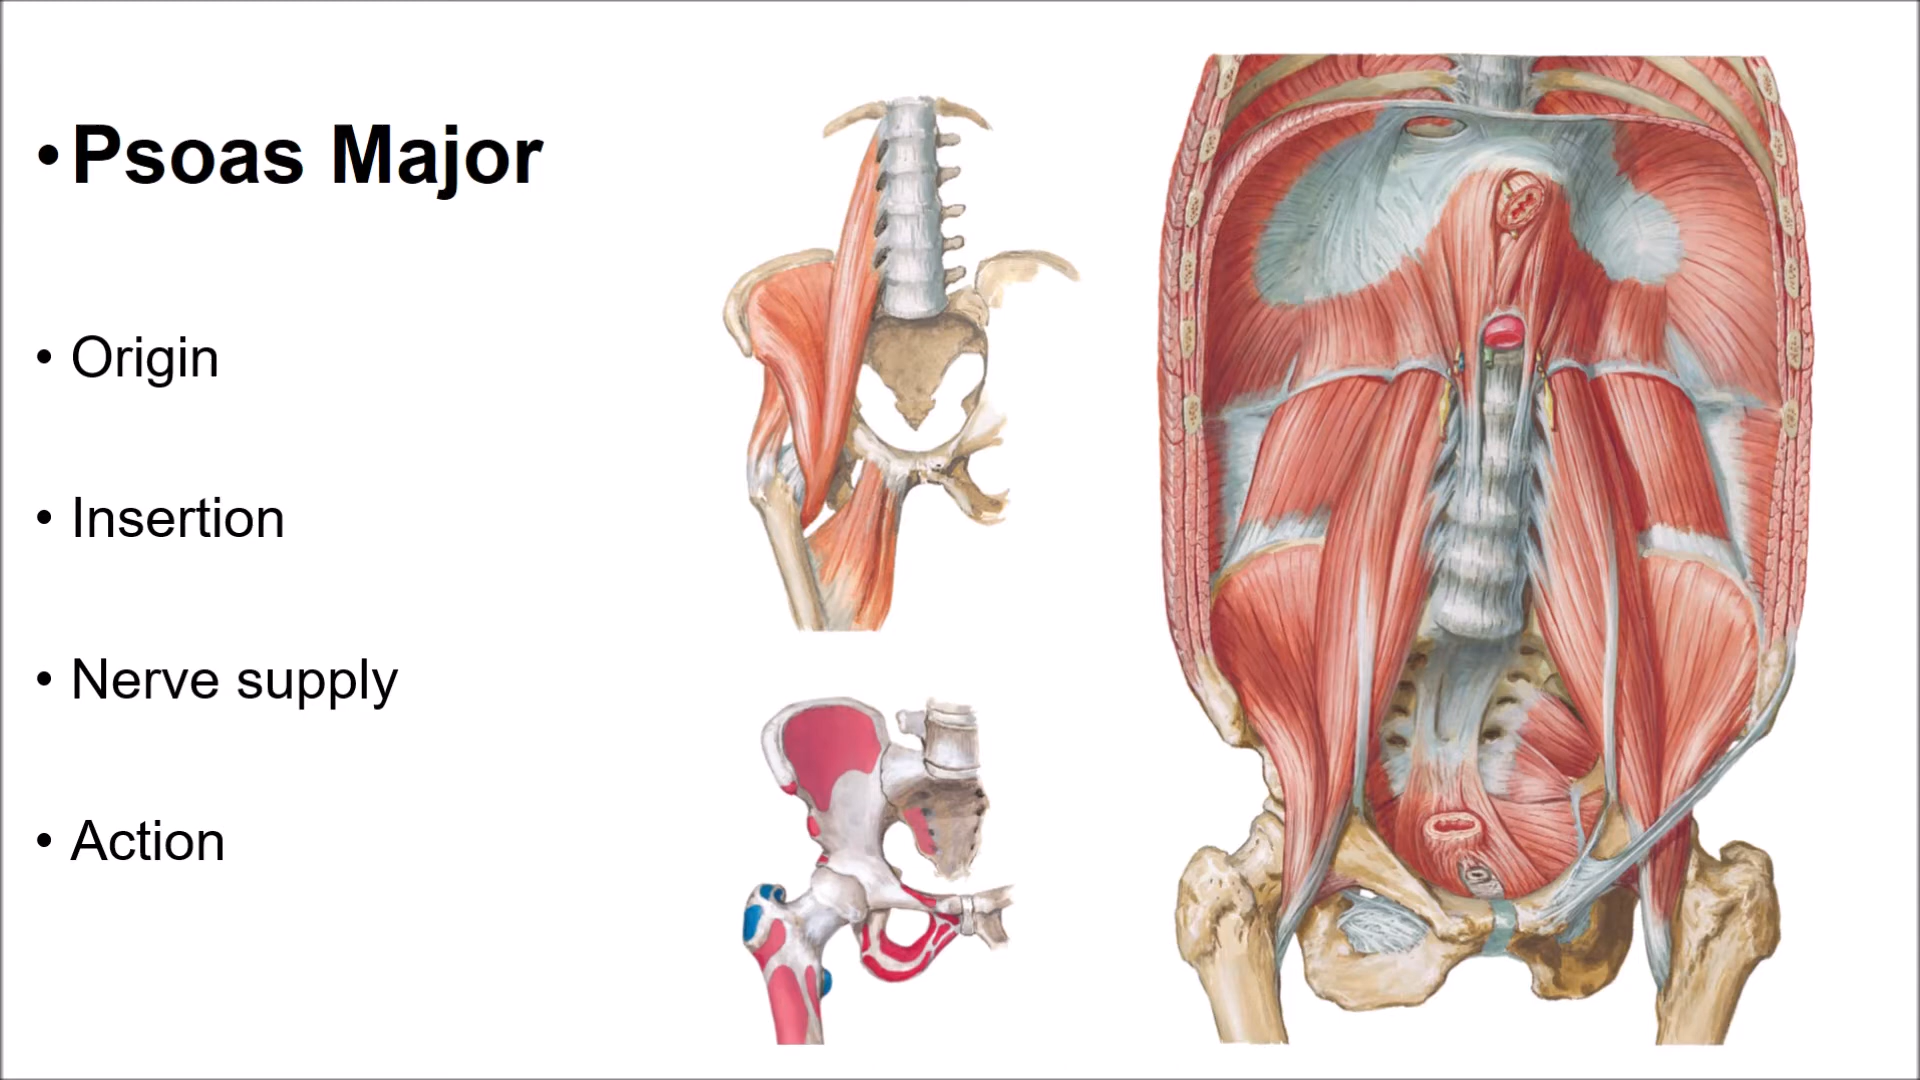 • Psoas Major
• Origin
• Insertion
• Nerve supply
• Action